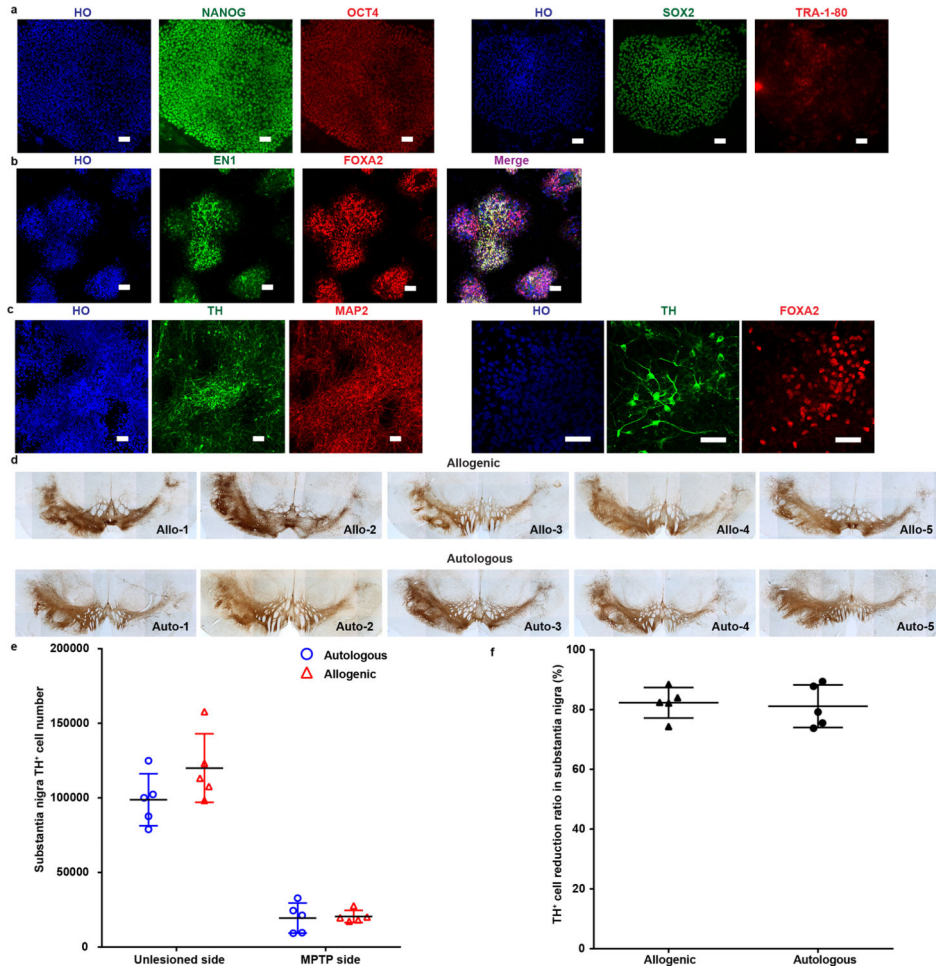 a
HO NANOG OCT4 HO SOX2 TRA-1-80
b
HO EN1 FOXA2 Merge
c
HO TH MAP2 HO TH FOXA2
d
Allogenic
Allo-1 Allo-2 Allo-3 Allo-4 Allo-5
Autologous
Auto-1 Auto-2 Auto-3 Auto-4 Auto-5
e
Substantia nigra TH⁺ cell number
200000
150000
100000
50000
0
Autologous
Allogenic
Unlesioned side MPTP side
f
TH⁺ cell reduction ratio in substantia nigra (%)
100
80
60
40
20
0
Allogenic Autologous